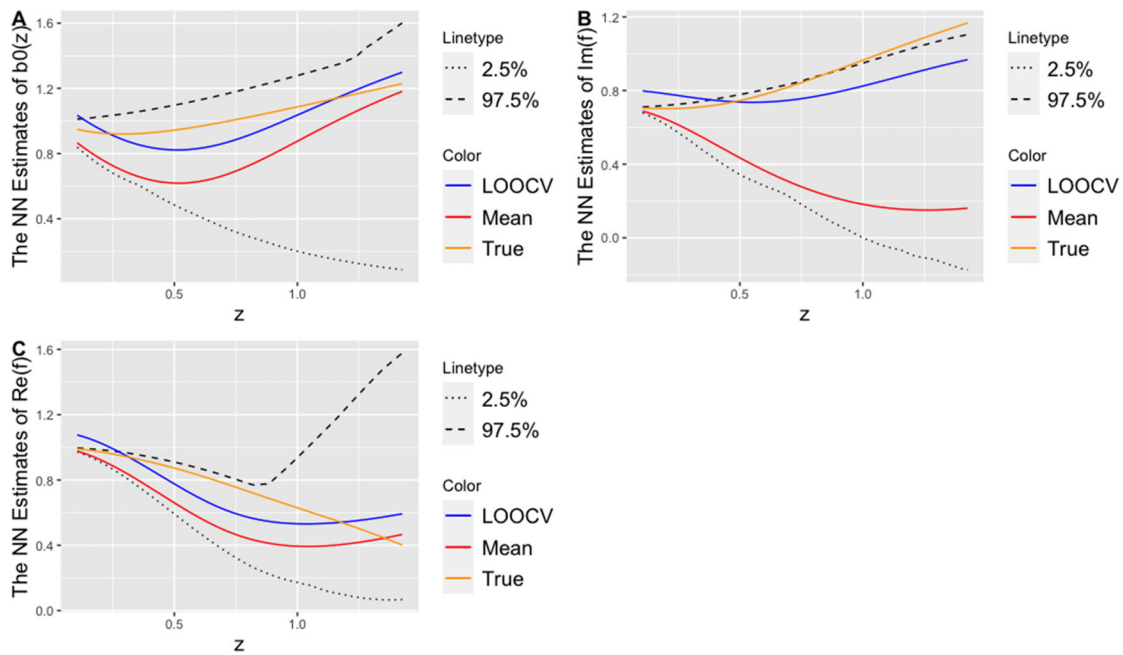 A
The NN Estimates of b0(z)
1.6
1.2
0.8
0.4
0.5
1.0
z
Linetype
2.5%
97.5%
Color
LOOCV
Mean
True
B
The NN Estimates of Im(f)
1.2
0.8
0.4
0.0
0.5
1.0
z
Linetype
2.5%
97.5%
Color
LOOCV
Mean
True
C
The NN Estimates of Re(f)
1.6
1.2
0.8
0.4
0.0
0.5
1.0
z
Linetype
2.5%
97.5%
Color
LOOCV
Mean
True